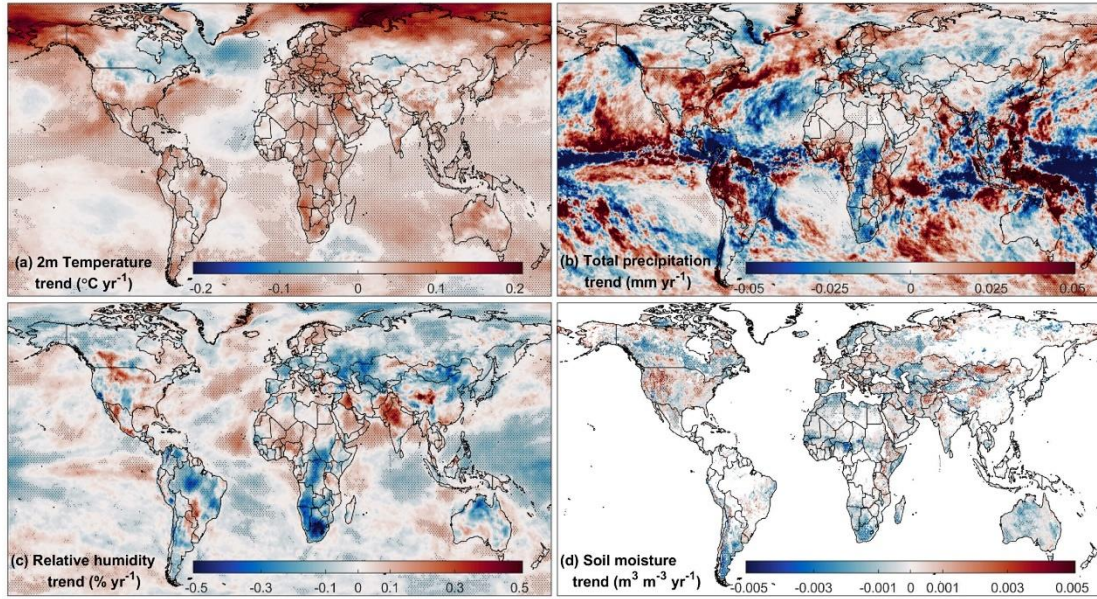 (a) 2m Temperature
trend (°C yr⁻¹)
-0.2 -0.1 0 0.1 0.2
(b) Total precipitation
trend (mm yr⁻¹)
-0.05 -0.025 0 0.025 0.05
(c) Relative humidity
trend (% yr⁻¹)
-0.5 -0.3 -0.1 0 0.1 0.3 0.5
(d) Soil moisture
trend (m³ m⁻³ yr⁻¹)
-0.005 -0.003 -0.001 0 0.001 0.003 0.005